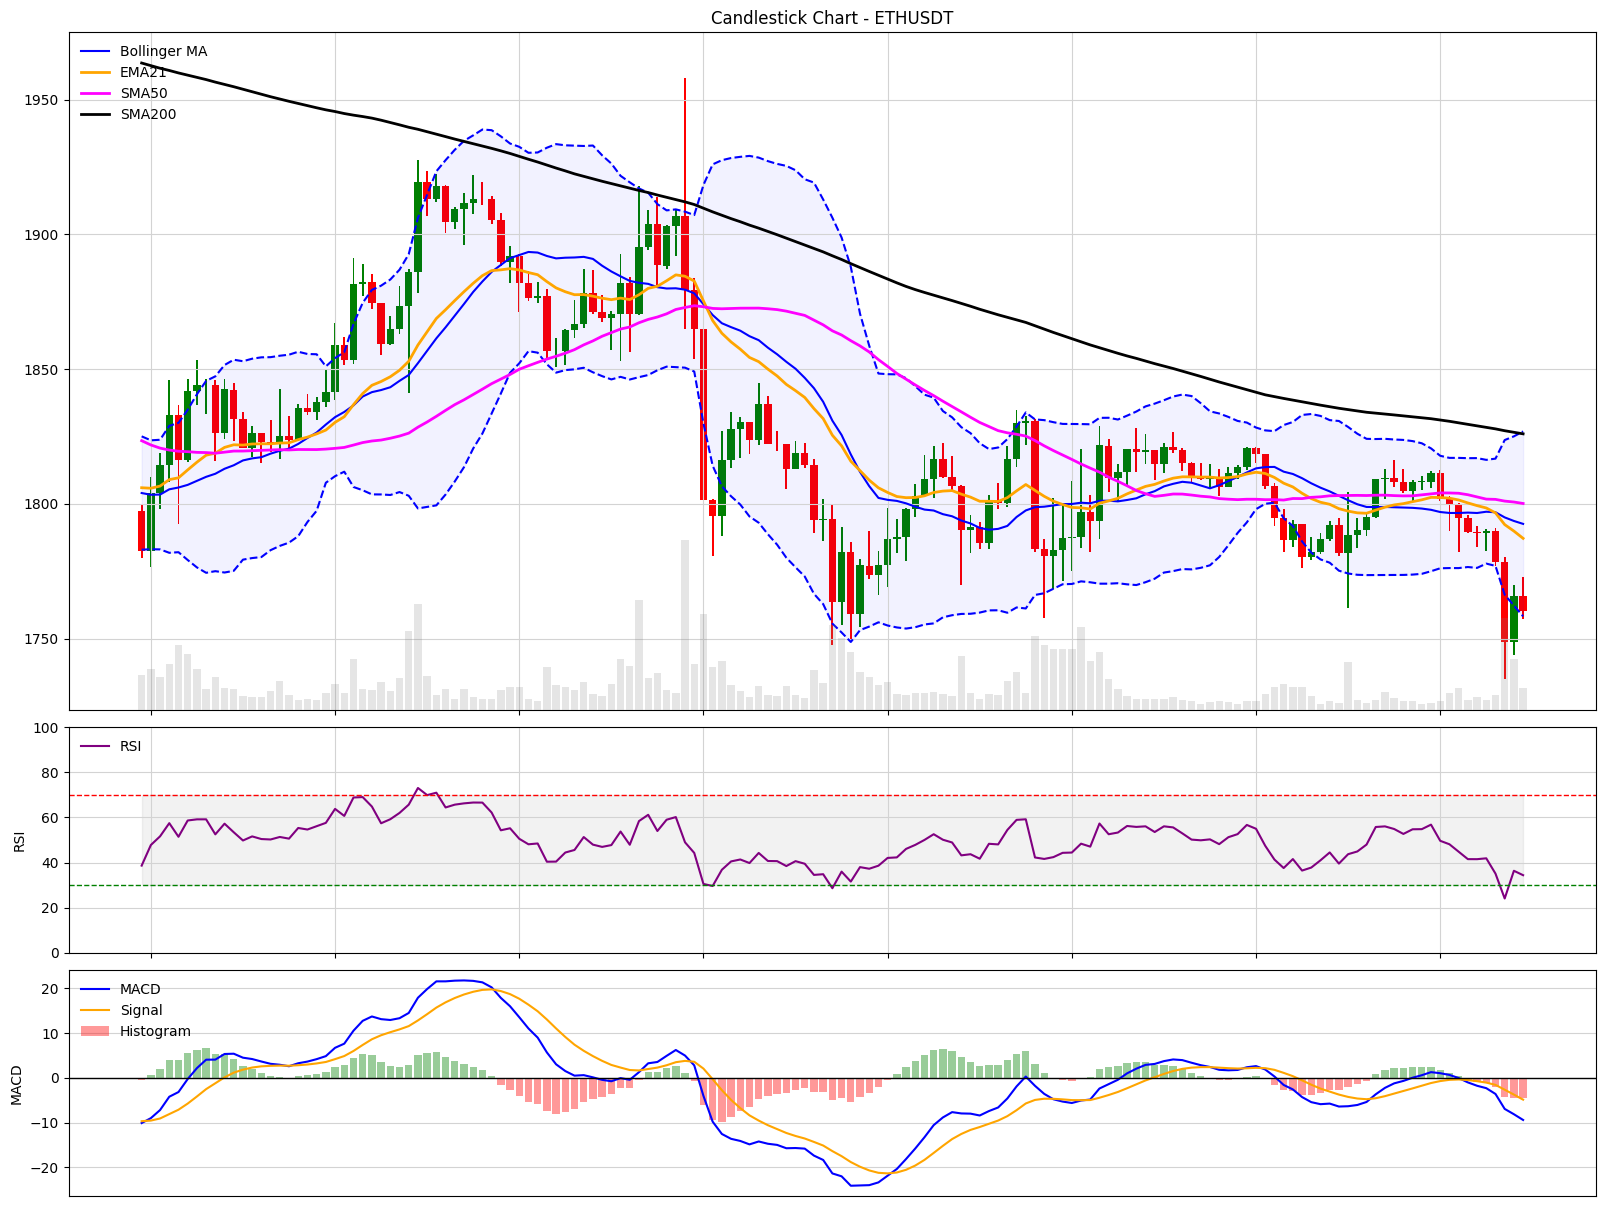 Candlestick Chart - ETHUSDT
Bollinger MA
EMA21
SMA50
SMA200
1950
1900
1850
1800
1750
RSI
100
80
60
40
20
0
RSI
MACD
Signal
Histogram
20
10
0
−10
−20
MACD